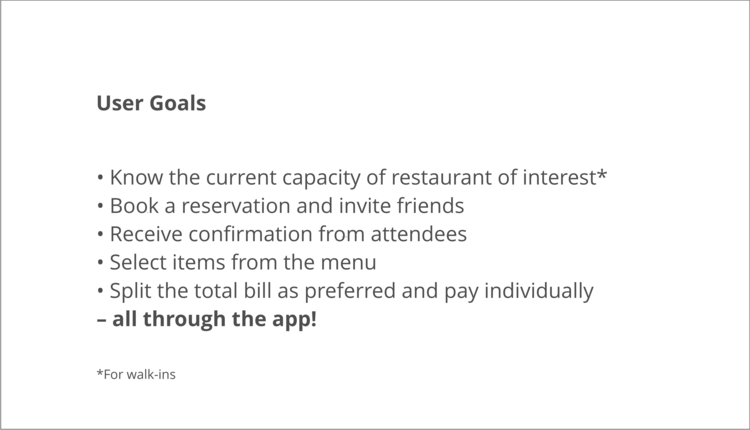 User Goals
• Know the current capacity of restaurant of interest*
• Book a reservation and invite friends
• Receive confirmation from attendees
• Select items from the menu
• Split the total bill as preferred and pay individually
– all through the app!
*For walk-ins